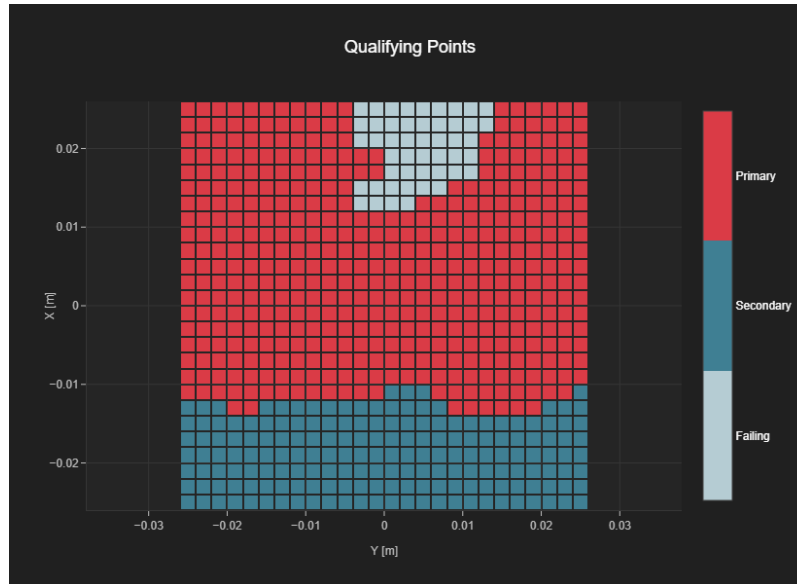 Qualifying Points
0.02
0.01
0
−0.01
−0.02
X [m]
−0.03
−0.02
−0.01
0
0.01
0.02
0.03
Y [m]
Primary
Secondary
Failing